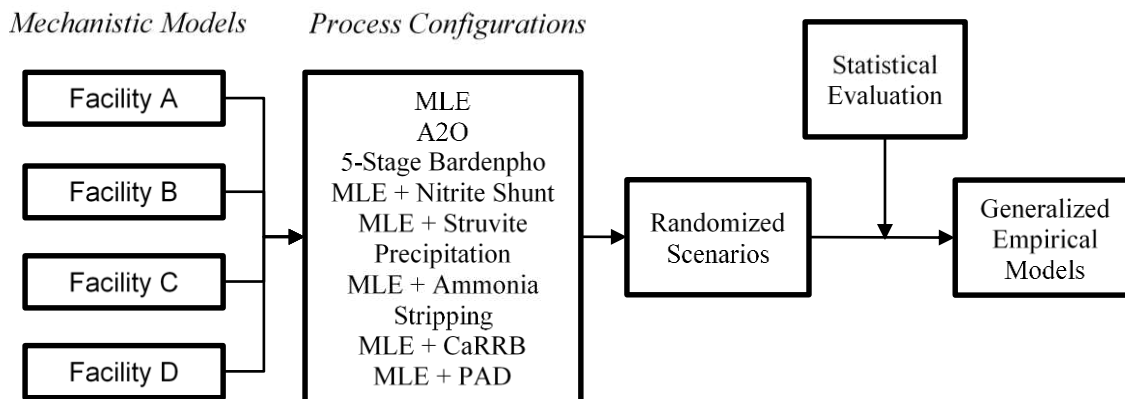 Mechanistic Models
Process Configurations
Facility A
Facility B
Facility C
Facility D
MLE
A2O
5-Stage Bardenpho
MLE + Nitrite Shunt
MLE + Struvite
Precipitation
MLE + Ammonia
Stripping
MLE + CaRRB
MLE + PAD
Randomized
Scenarios
Statistical
Evaluation
Generalized
Empirical
Models